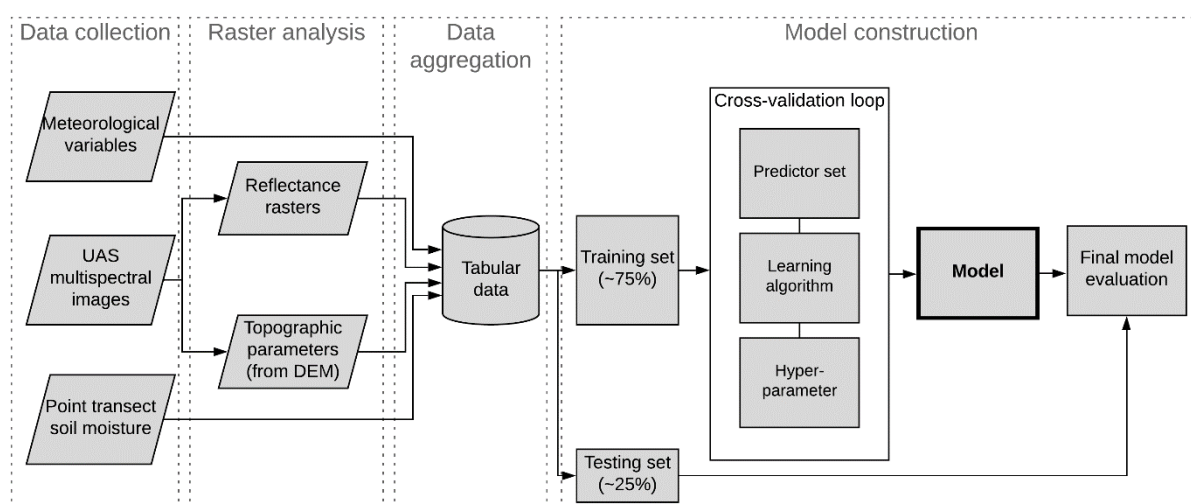 Data collection
Raster analysis
Data
aggregation
Model construction
Meteorological
variables
UAS
multispectral
images
Point transect
soil moisture
Reflectance
rasters
Topographic
parameters
(from DEM)
Tabular
data
Training set
(~75%)
Testing set
(~25%)
Cross-validation loop
Predictor set
Learning
algorithm
Hyper-
parameter
Model
Final model
evaluation